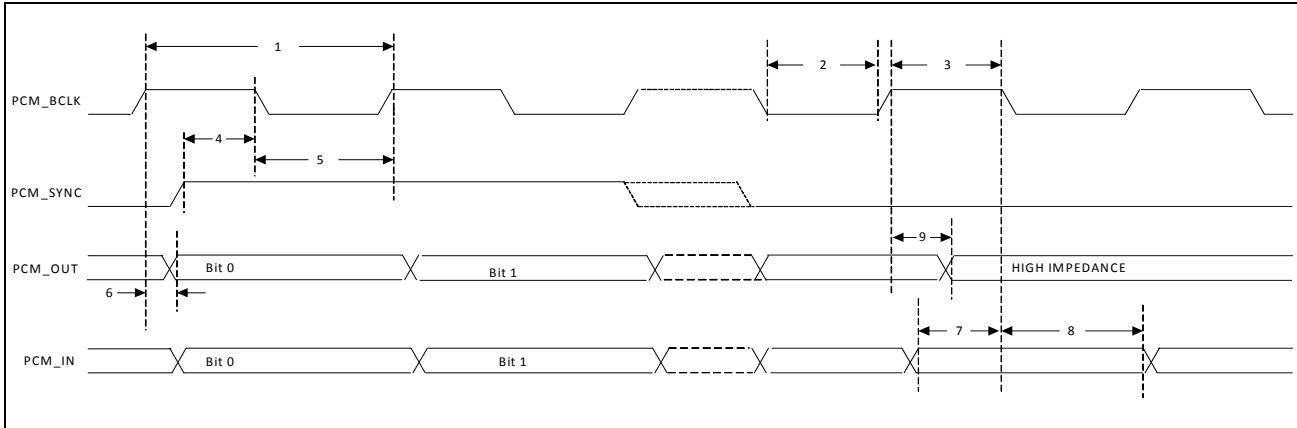 1
2
3
PCM_BCLK
4
5
PCM_SYNC
9
PCM_OUT
Bit 0
Bit 1
HIGH IMPEDANCE
6
7
8
PCM_IN
Bit 0
Bit 1